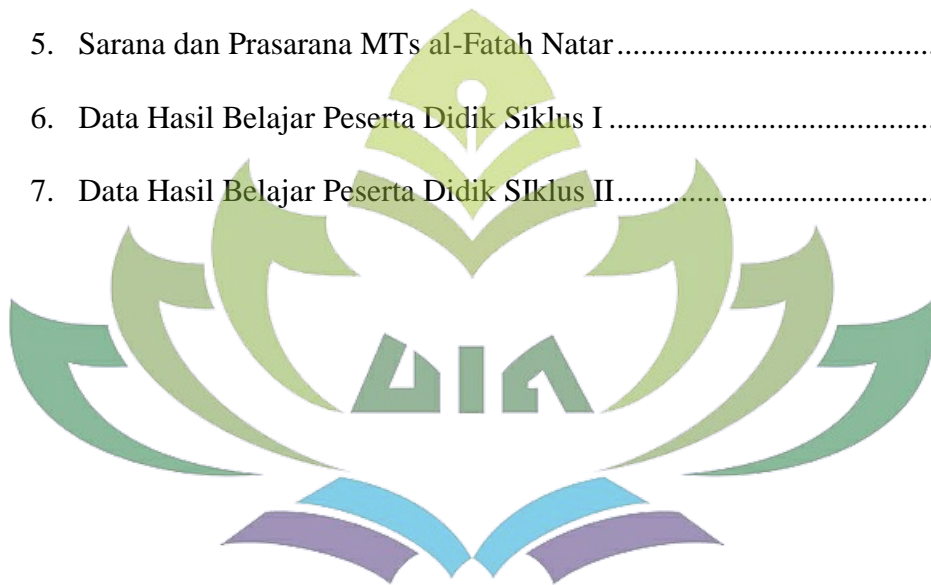 5. Sarana dan Prasarana MTs al-Fatah Natar....................................
6. Data Hasil Belajar Peserta Didik Siklus I....................................
7. Data Hasil Belajar Peserta Didik SIklus II....................................
UIN